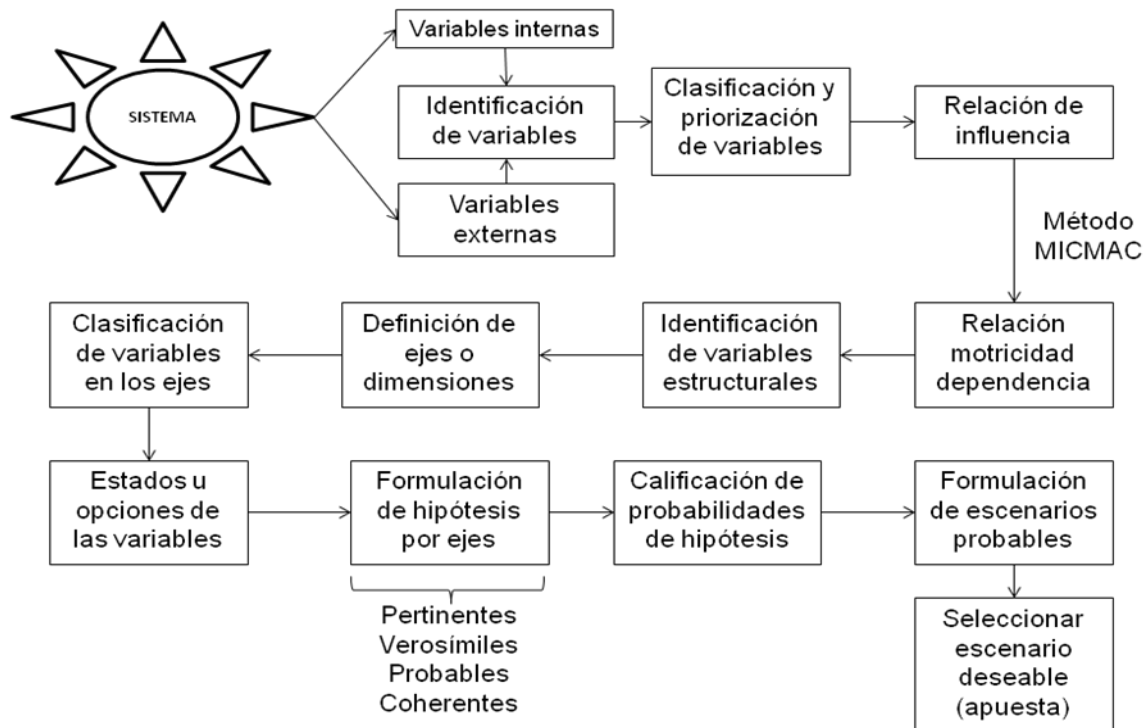 SISTEMA
Variables internas
Identificación
de variables
Variables
externas
Clasificación y
priorización
de variables
Relación de
influencia
Método
MICMAC
Relación
motricidad
dependencia
Identificación
de variables
estructurales
Definición de
ejes o
dimensiones
Clasificación
de variables
en los ejes
Estados u
opciones de
las variables
Formulación
de hipótesis
por ejes
Pertinentes
Verosímiles
Probables
Coherentes
Calificación de
probabilidades
de hipótesis
Formulación
de escenarios
probables
Seleccionar
escenario
deseable
(apuesta)